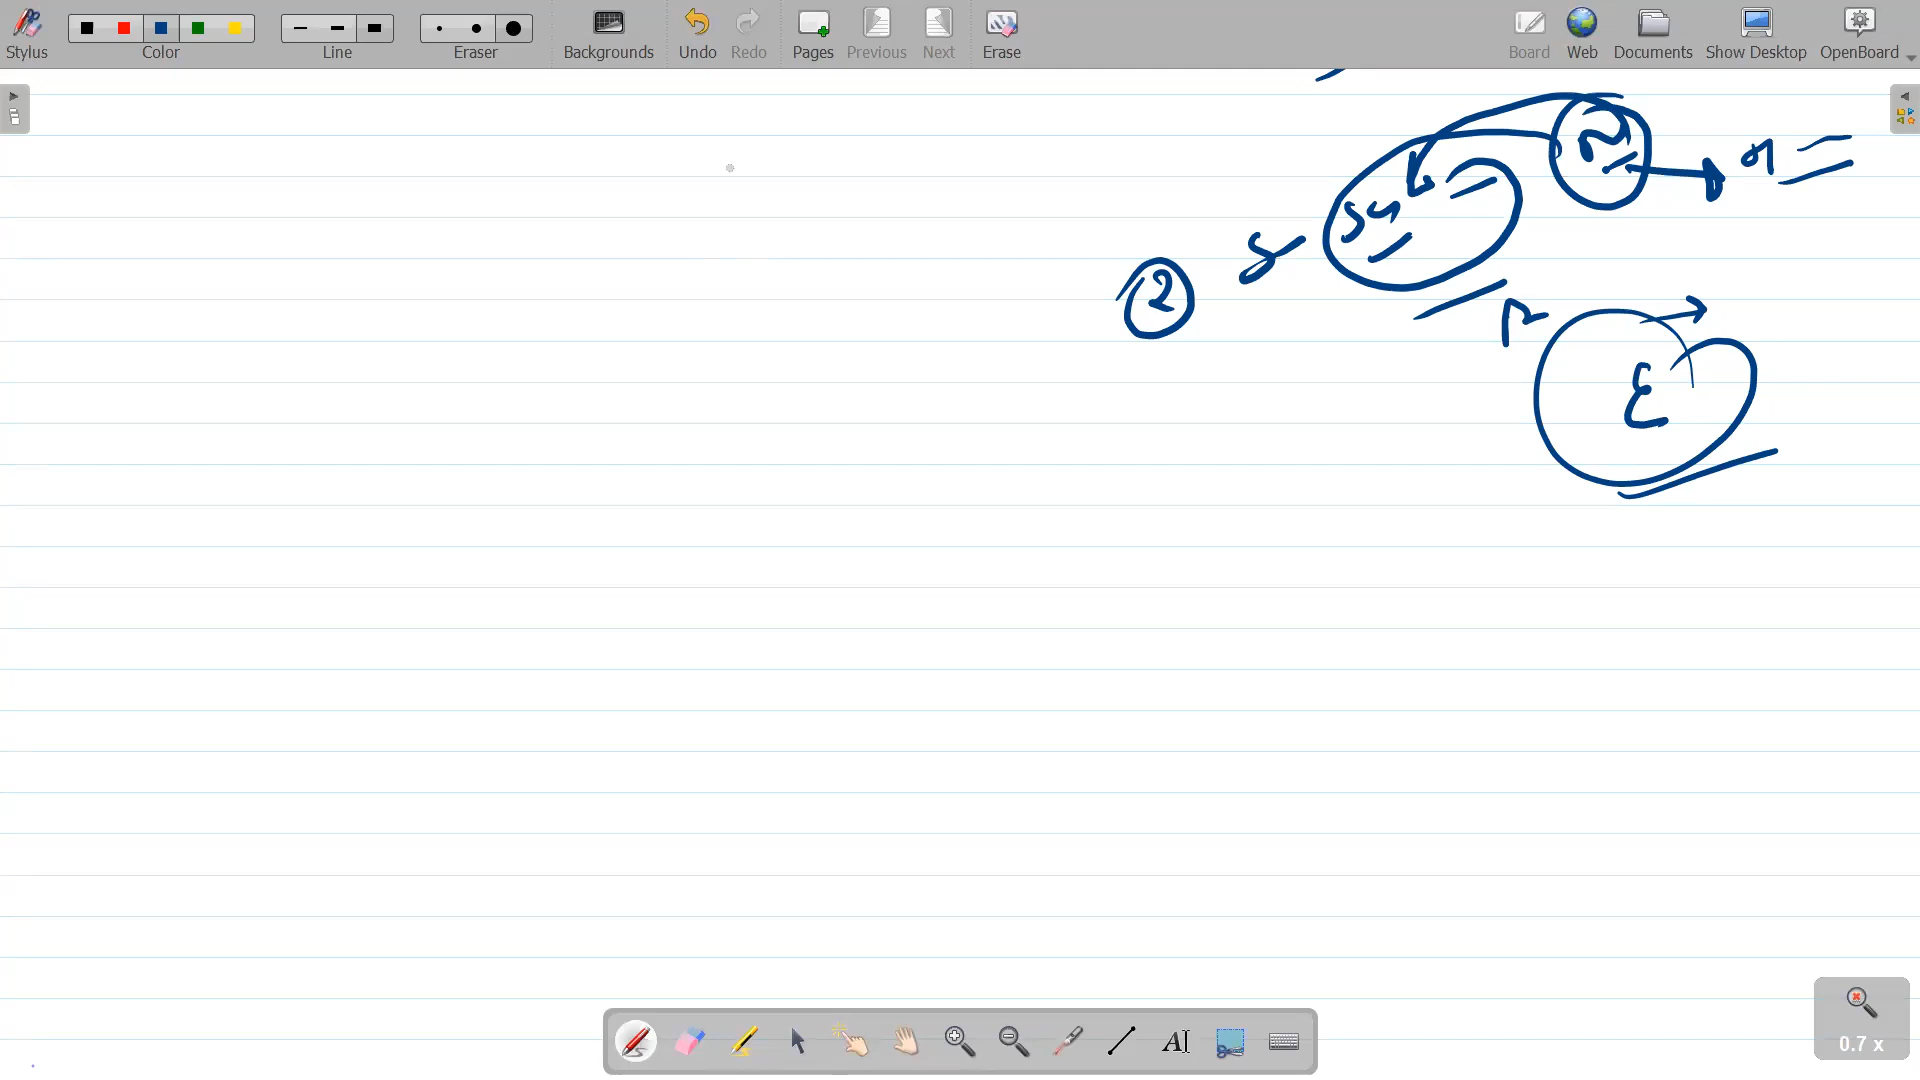 Stylus Color Line Eraser Backgrounds Undo Redo Pages Previous Next Erase Board Web Documents Show Desktop OpenBoard
2
0.7 x